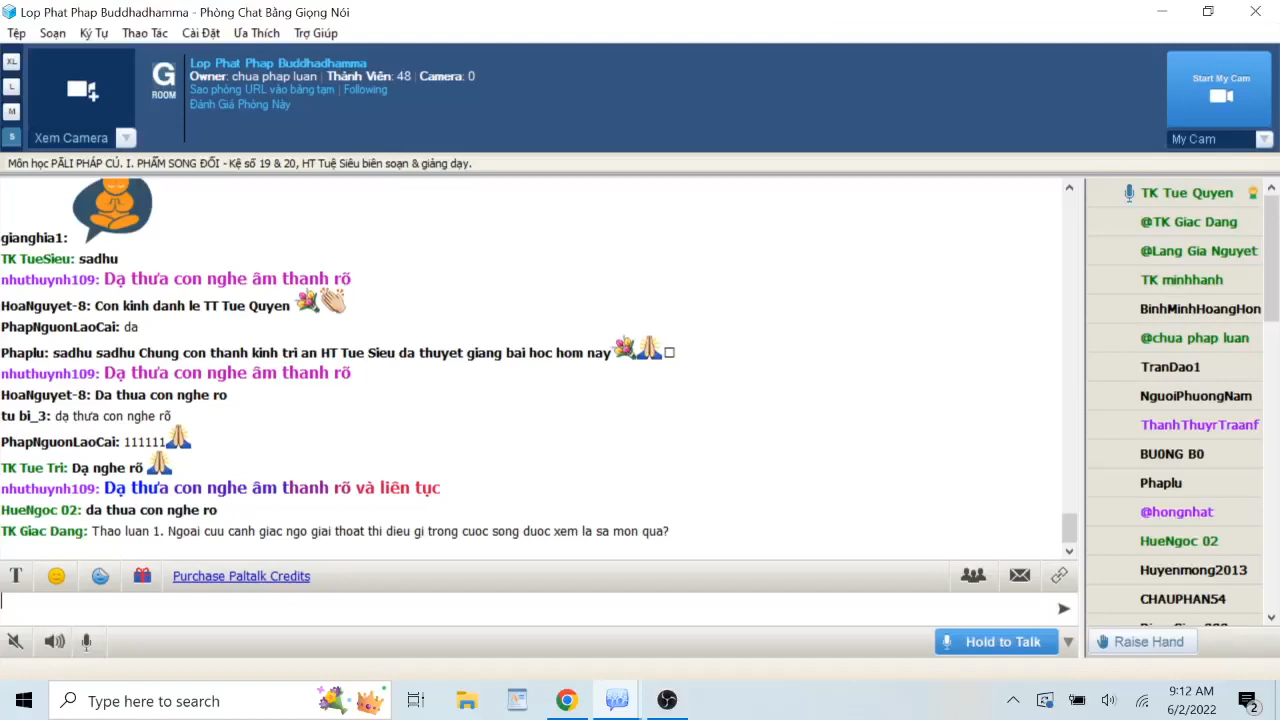 Lop Phat Phap Buddhadhamma - Phòng Chat Bằng Giọng Nói
Tệp Soạn Ký Tự Thao Tác Cài Đặt Ưa Thích Trợ Giúp
XL
L
M
S
Xem Camera
G
ROOM
Lop Phat Phap Buddhadhamma
Owner: chua phap luan | Thành Viên: 48 | Camera: 0
Sao phòng URL vào bảng tạm | Following
Đánh Giá Phòng Này
Start My Cam
My Cam
Môn học PÃLI PHÁP CÚ. I. PHẨM SONG ĐỐI - Kệ số 19 & 20, HT Tuệ Siêu biên soạn & giảng dạy.
gianghia1:
TK TueSieu: sadhu
nhuthuynh109: Dạ thưa con nghe âm thanh rõ
HoaNguyet-8: Con kinh danh le TT Tue Quyen
PhapNguonLaoCai: da
Phaplu: sadhu sadhu Chung con thanh kinh tri an HT Tue Sieu da thuyet giang bai hoc hom nay
nhuthuynh109: Dạ thưa con nghe âm thanh rõ
HoaNguyet-8: Da thua con nghe ro
tu bi_3: dạ thưa con nghe rõ
PhapNguonLaoCai: 111111
TK Tue Tri: Dạ nghe rõ
nhuthuynh109: Dạ thưa con nghe âm thanh rõ và liên tục
HueNgoc 02: da thua con nghe ro
TK Giac Dang: Thao luan 1. Ngoai cuu canh giac ngo giai thoat thi dieu gi trong cuoc song duoc xem la sa mon qua?
TK Tue Quyen
@TK Giac Dang
@Lang Gia Nguyet
TK minhhanh
BinhMinhHoangHon
@chua phap luan
TranDao1
NguoiPhuongNam
ThanhThuyrTraanf
BU0NG B0
Phaplu
@hongnhat
HueNgoc 02
Huyenmong2013
CHAUPHAN54
T Purchase Paltalk Credits
Hold to Talk
Raise Hand
Type here to search
9:12 AM
6/2/2022
2